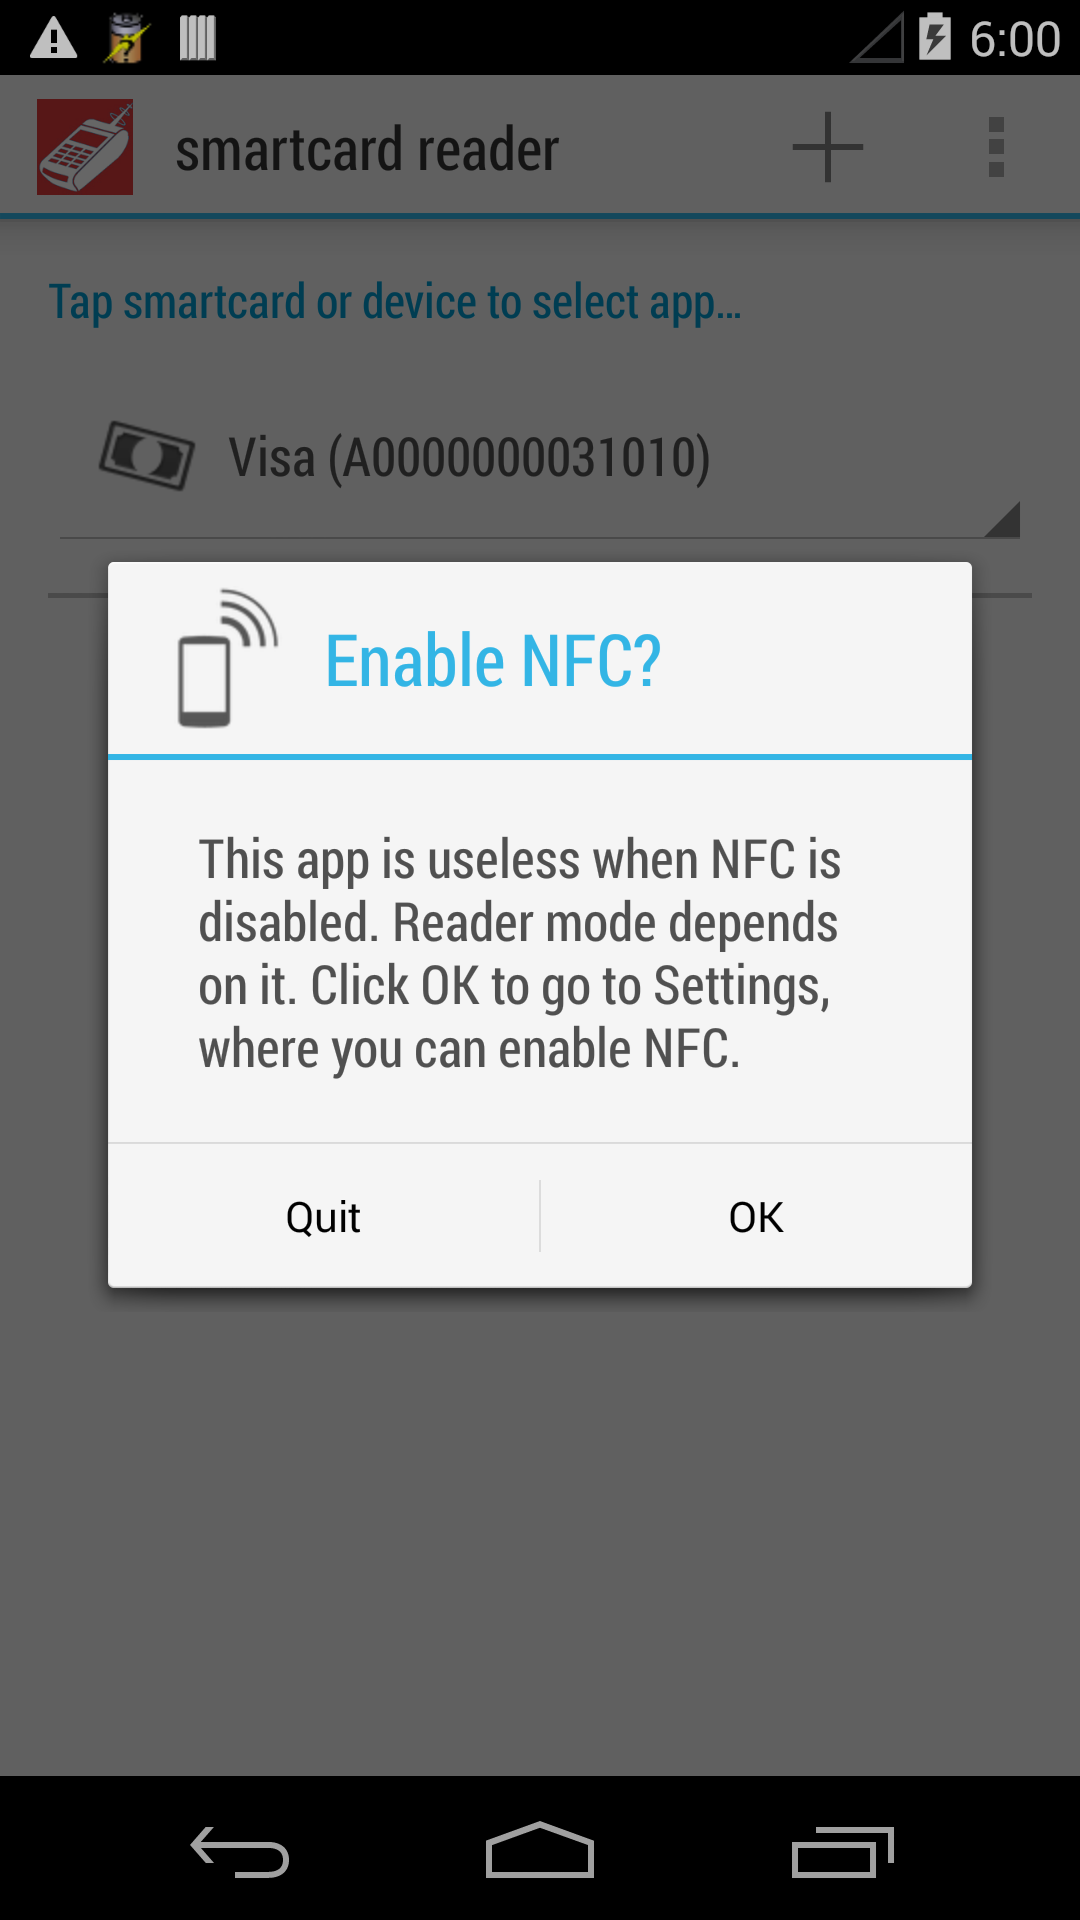 6:00
smartcard reader
Tap smartcard or device to select app...
Visa (A0000000031010)
Enable NFC?
This app is useless when NFC is
disabled. Reader mode depends
on it. Click OK to go to Settings,
where you can enable NFC.
Quit
OK